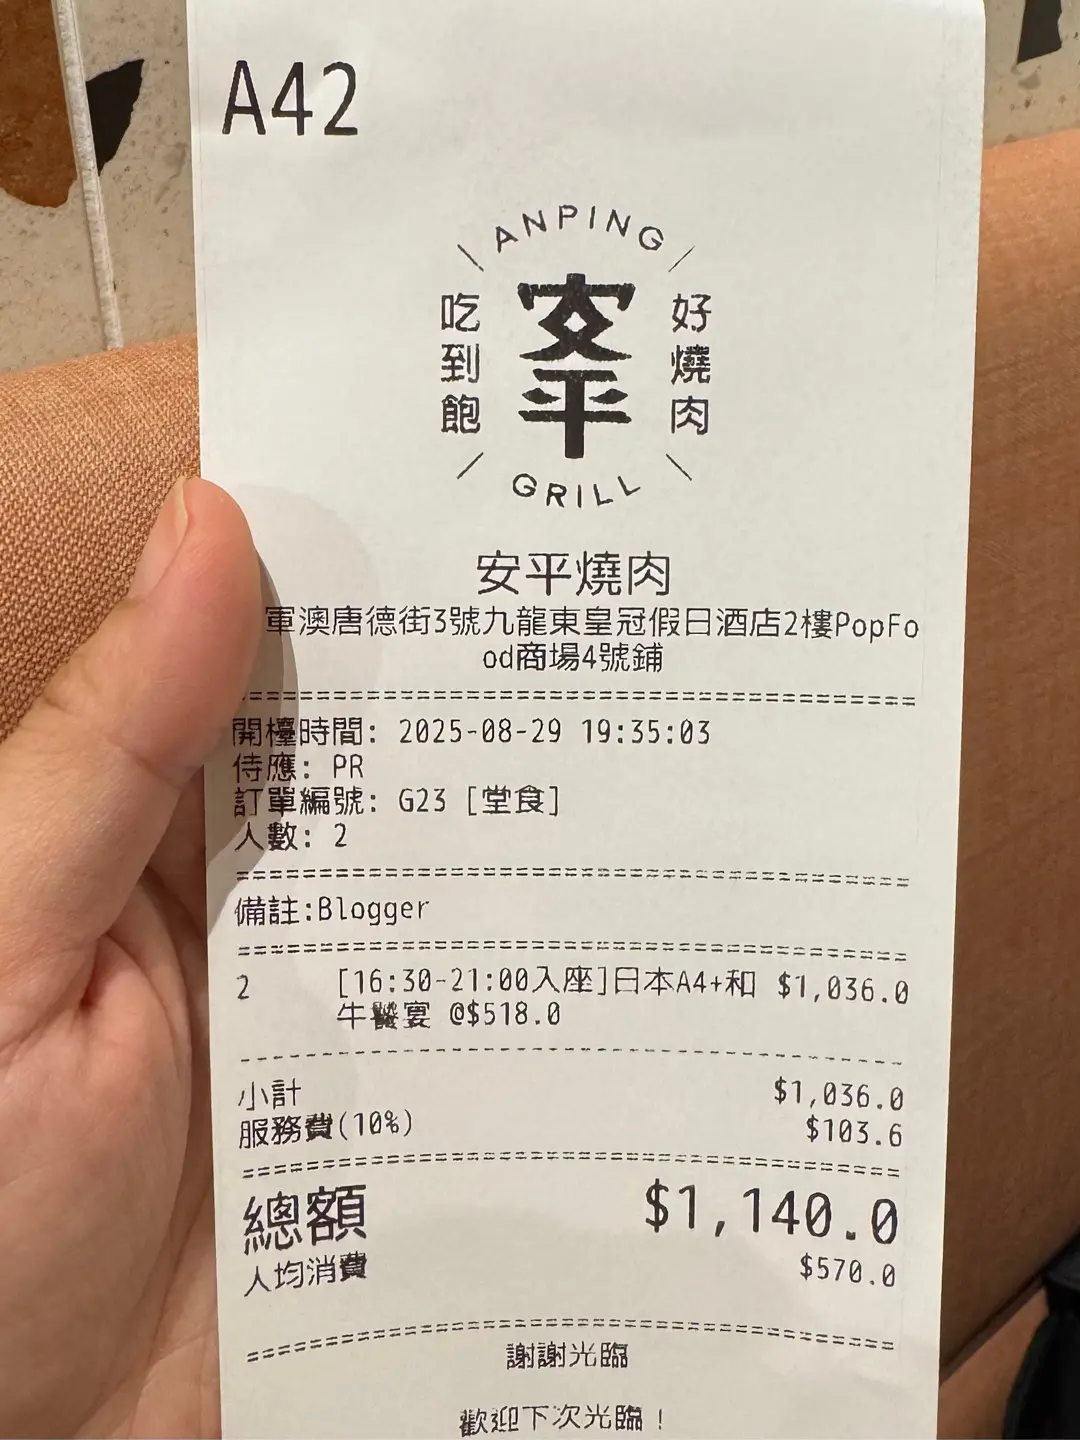 A42
ANPING
吃到飽
安平
好燒肉
GRILL
安平燒肉
軍澳唐德街3號九龍東皇冠假日酒店2樓PopFo
od商場4號鋪
開檯時間: 2025-08-29 19:35:03
侍應: PR
訂單編號: G23 [堂食]
人數: 2
備註:Blogger
2 [16:30-21:00入座]日本A4+和 $1,036.0
牛饕宴 @$518.0
小計 $1,036.0
服務費(10%) $103.6
總額 $1,140.0
人均消費 $570.0
謝謝光臨
歡迎下次光臨！